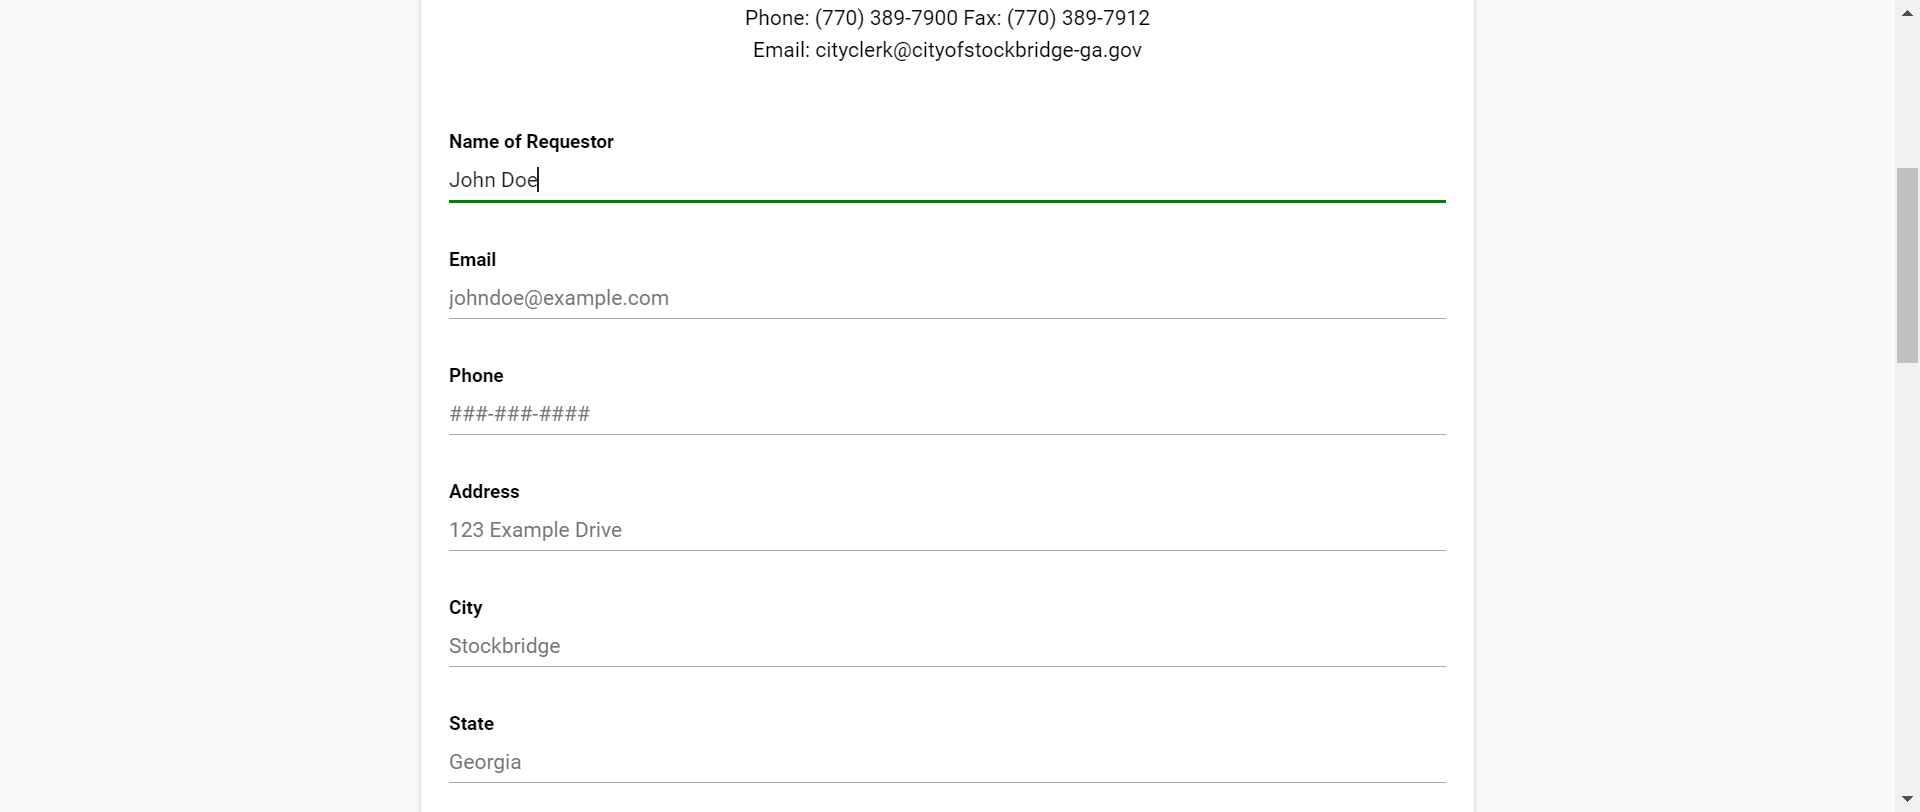 Phone: (770) 389-7900 Fax: (770) 389-7912
Email: cityclerk@cityofstockbridge-ga.gov
Name of Requestor
John Doe
Email
johndoe@example.com
Phone
###-###-####
Address
123 Example Drive
City
Stockbridge
State
Georgia